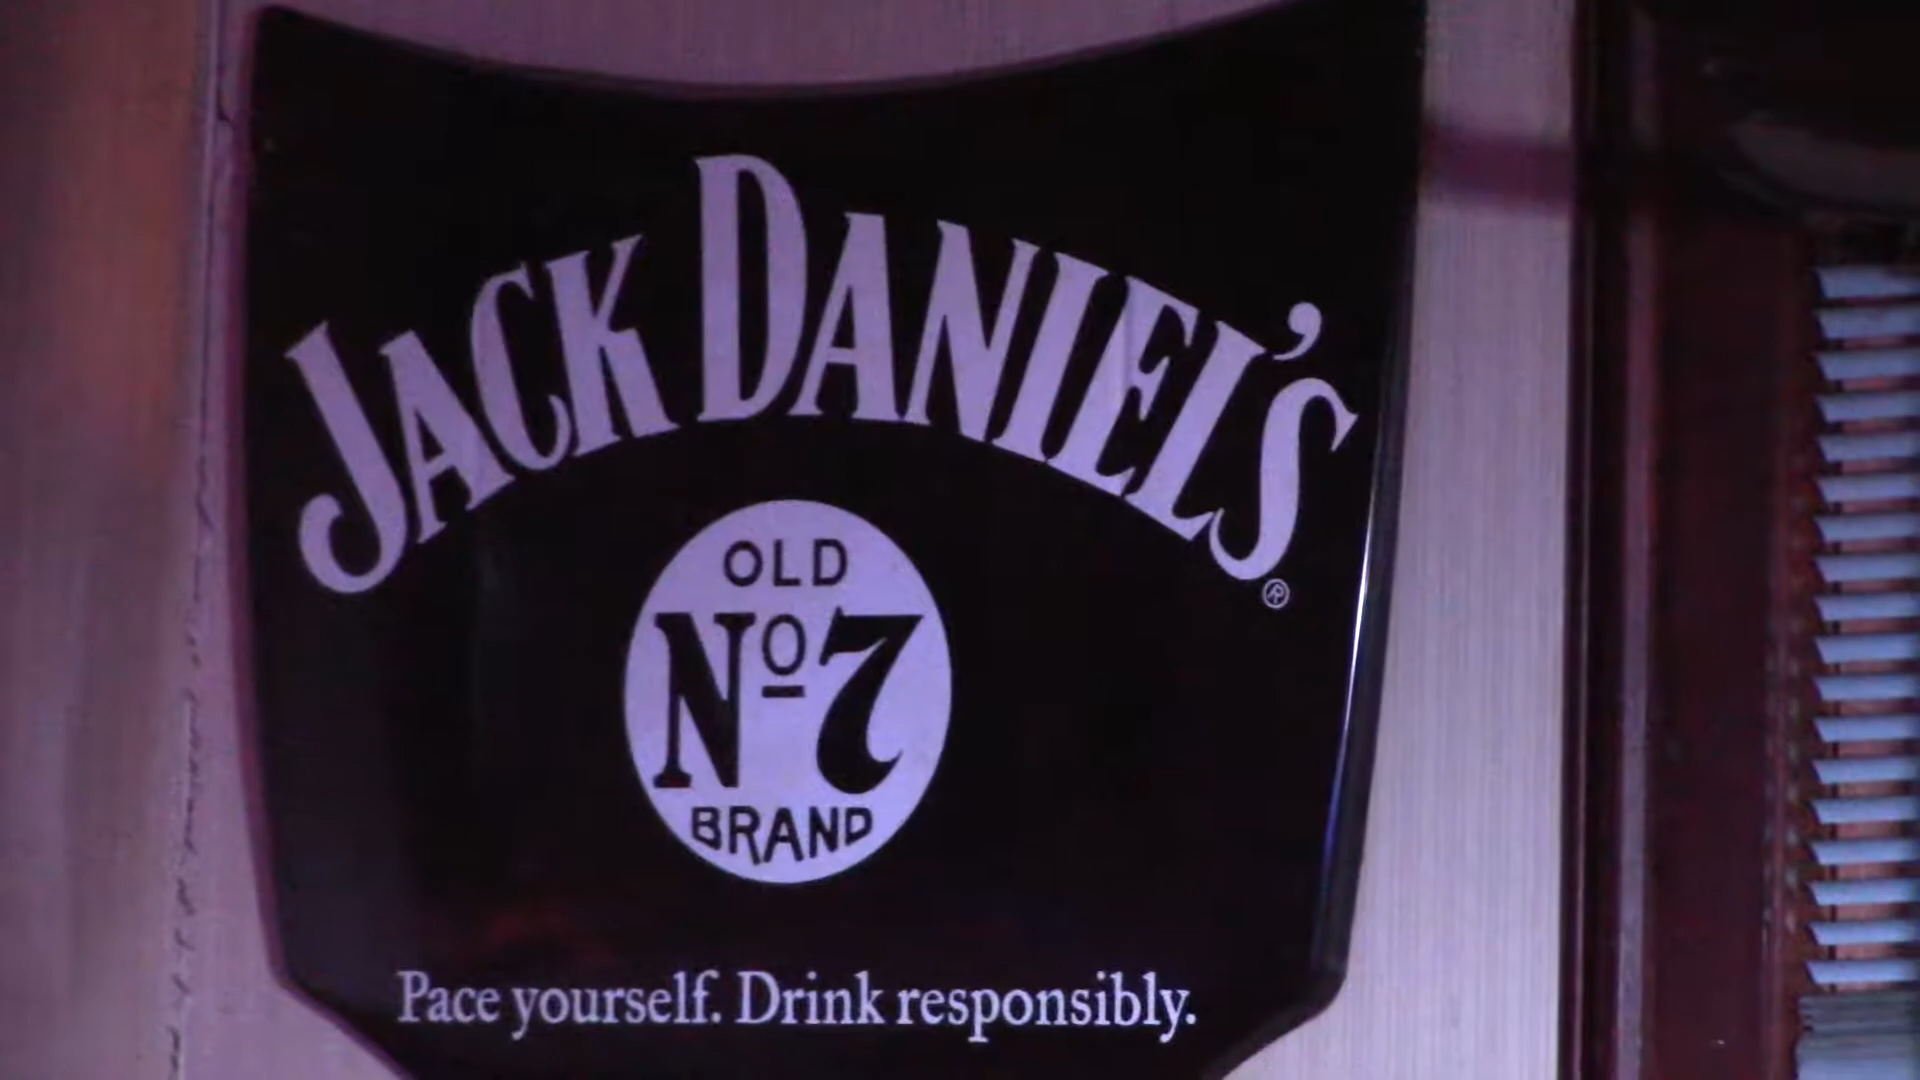 JACK DANIEL'S
®
OLD
Nº7
BRAND
Pace yourself. Drink responsibly.